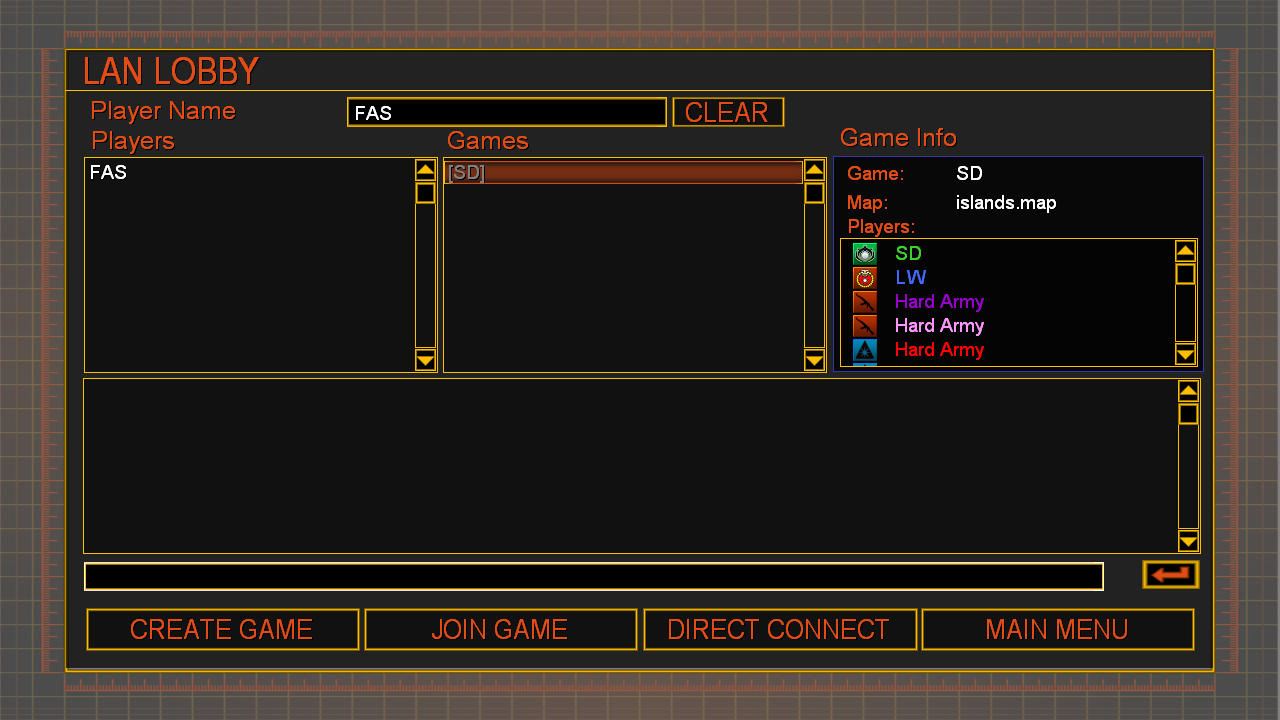 LAN LOBBY
Player Name
FAS
CLEAR
Players
Games
Game Info
FAS
[SD]
Game:
SD
Map:
islands.map
Players:
SD
LW
Hard Army
Hard Army
Hard Army
CREATE GAME
JOIN GAME
DIRECT CONNECT
MAIN MENU